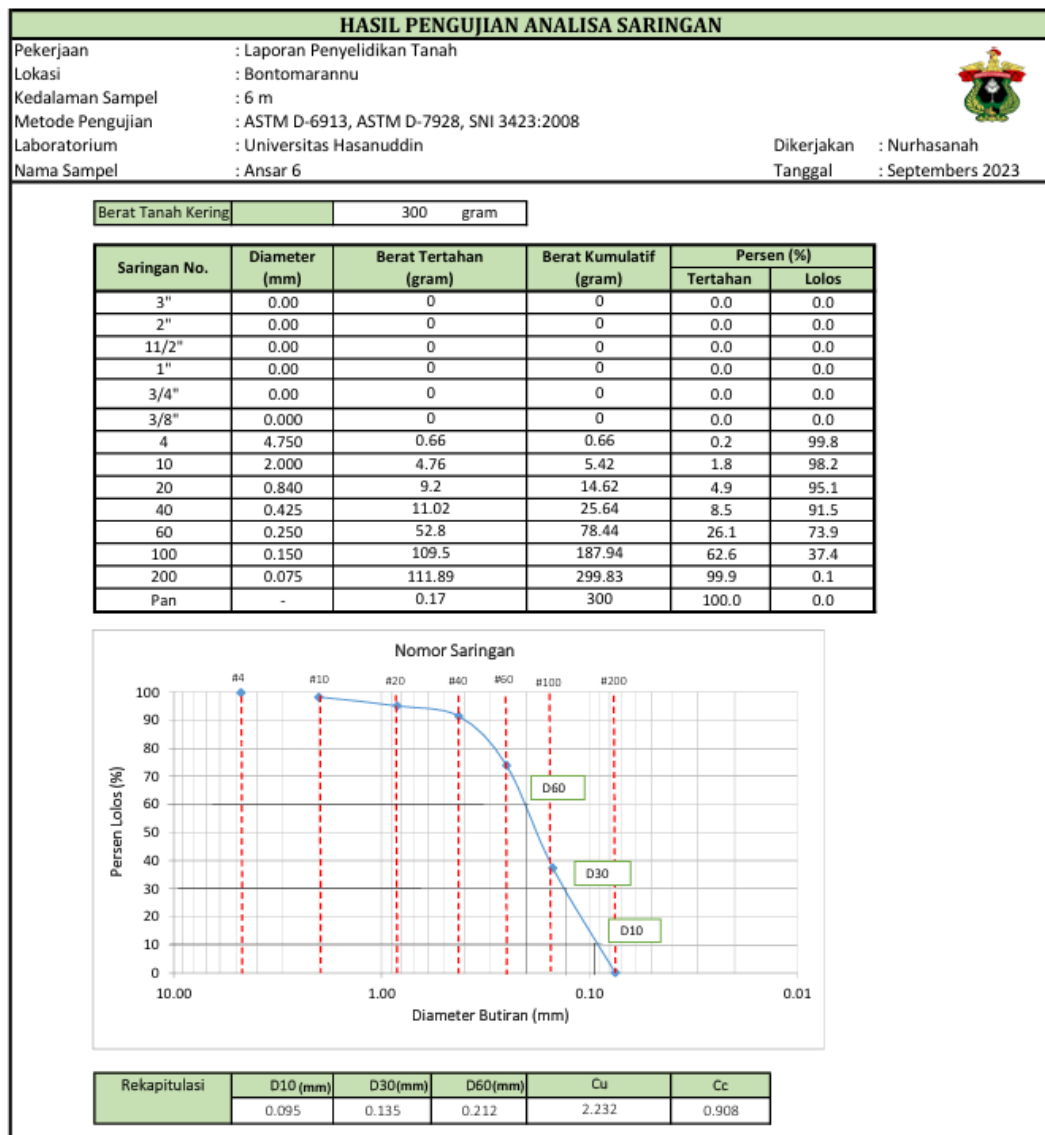 HASIL PENGUJIAN ANALISA SARINGAN
Pekerjaan : Laporan Penyelidikan Tanah
Lokasi : Bontomarannu
Kedalaman Sampel : 6 m
Metode Pengujian : ASTM D-6913, ASTM D-7928, SNI 3423:2008
Laboratorium : Universitas Hasanuddin Dikerjakan : Nurhasanah
Nama Sampel : Ansar 6 Tanggal : Septembers 2023
Berat Tanah Kering 300 gram
Saringan No. Diameter (mm) Berat Tertahan (gram) Berat Kumulatif (gram) Persen (%)
Tertahan Lolos
3" 0.00 0 0 0.0 0.0
2" 0.00 0 0 0.0 0.0
11/2" 0.00 0 0 0.0 0.0
1" 0.00 0 0 0.0 0.0
3/4" 0.00 0 0 0.0 0.0
3/8" 0.000 0 0 0.0 0.0
4 4.750 0.66 0.66 0.2 99.8
10 2.000 4.76 5.42 1.8 98.2
20 0.840 9.2 14.62 4.9 95.1
40 0.425 11.02 25.64 8.5 91.5
60 0.250 52.8 78.44 26.1 73.9
100 0.150 109.5 187.94 62.6 37.4
200 0.075 111.89 299.83 99.9 0.1
Pan - 0.17 300 100.0 0.0
Nomor Saringan
#4 #10 #20 #40 #60 #100 #200
100
90
80
70
60
50
40
30
20
10
0
Persen Lolos (%)
D60
D30
D10
10.00 1.00 0.10 0.01
Diameter Butiran (mm)
Rekapitulasi D10 (mm) D30(mm) D60(mm) Cu Cc
0.095 0.135 0.212 2.232 0.908